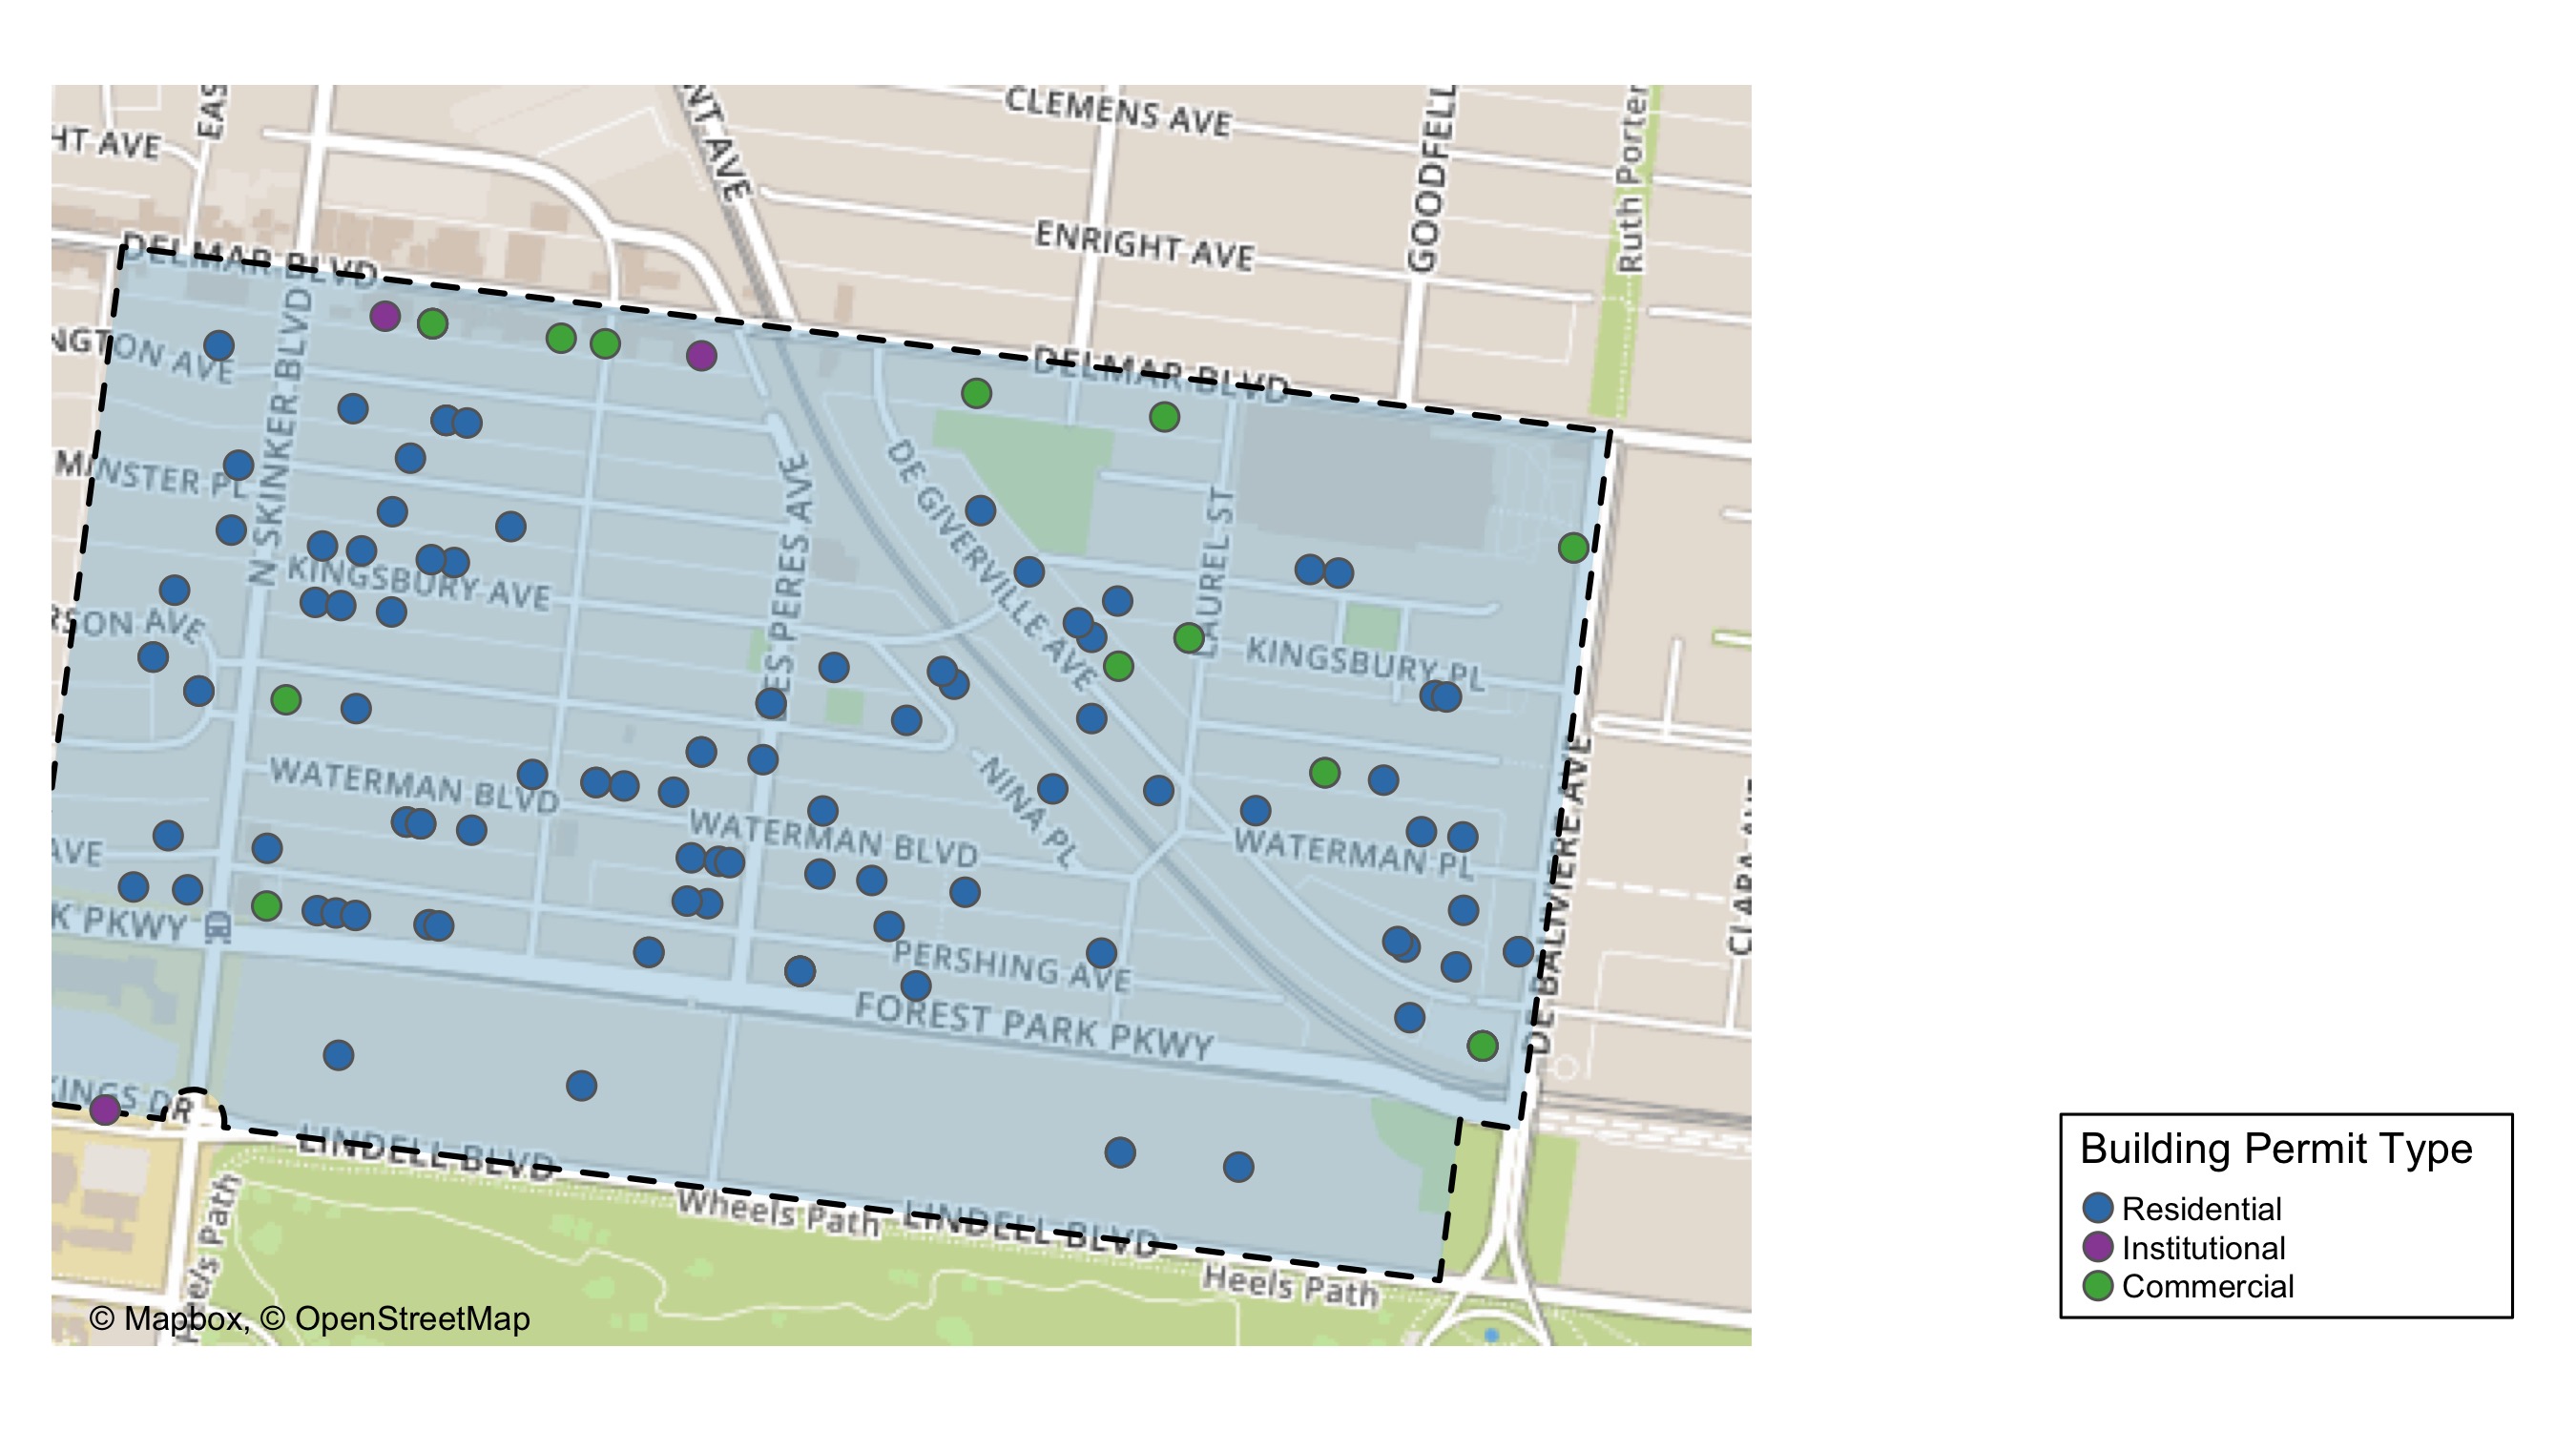 CLEMENS AVE
EAS
HT AVE
NT AVE
GOODFELL
Ruth Porter
ENRIGHT AVE
DELMAR BLVD
NGTON AVE
DELMAR BLVD
N SKINKER BLVD
MINSTER PL
DE GIVERVILLE AVE
ES PERES AVE
LAUREL ST
KINGSBURY AVE
RSON AVE
KINGSBURY PL
WATERMAN BLVD
NINA PL
WATERMAN BLVD
WATERMAN PL
DE BALIVIERE AVE
CLARA AVE
AVE
K PKWY
PERSHING AVE
FOREST PARK PKWY
KINGS DR
LINDELL BLVD
Wheels Path
LINDELL BLVD
Heels Path
Heels Path
© Mapbox, © OpenStreetMap
Building Permit Type
Residential
Institutional
Commercial